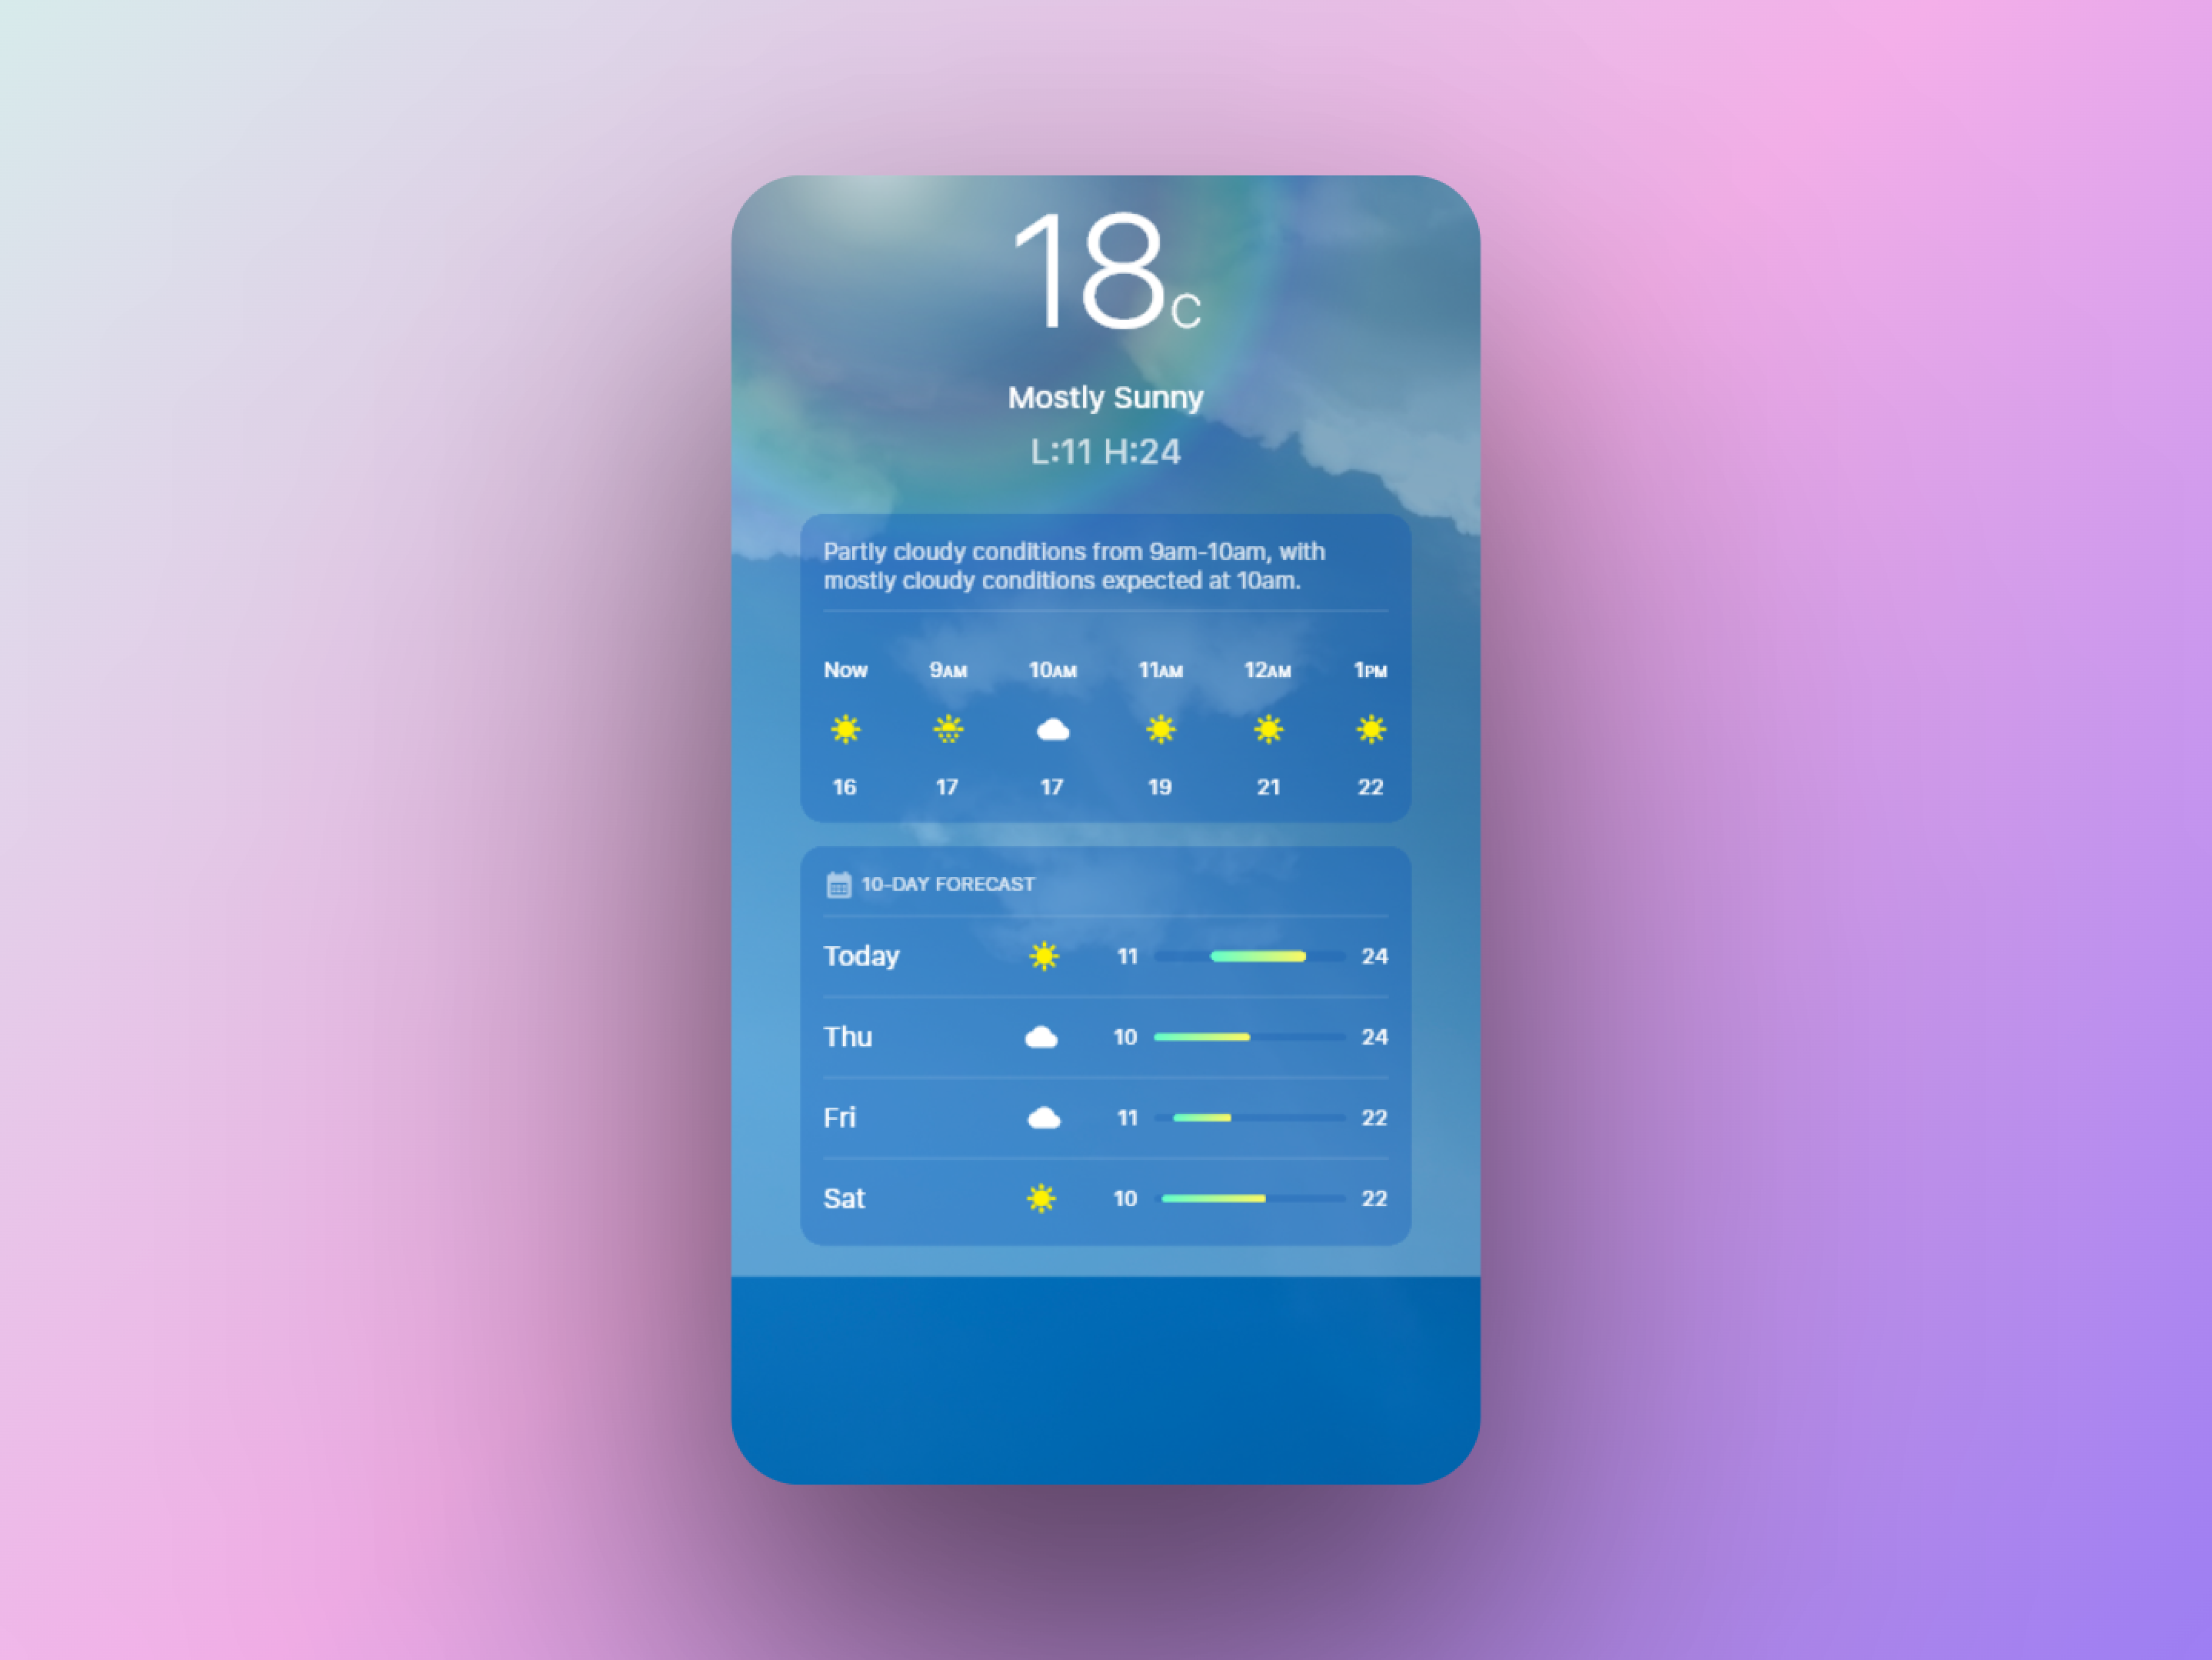 18C
Mostly Sunny
L:11 H:24
Partly cloudy conditions from 9am-10am, with
mostly cloudy conditions expected at 10am.
Now 9AM 10AM 11AM 12AM 1PM
16 17 17 19 21 22
10-DAY FORECAST
Today 11 24
Thu 10 24
Fri 11 22
Sat 10 22